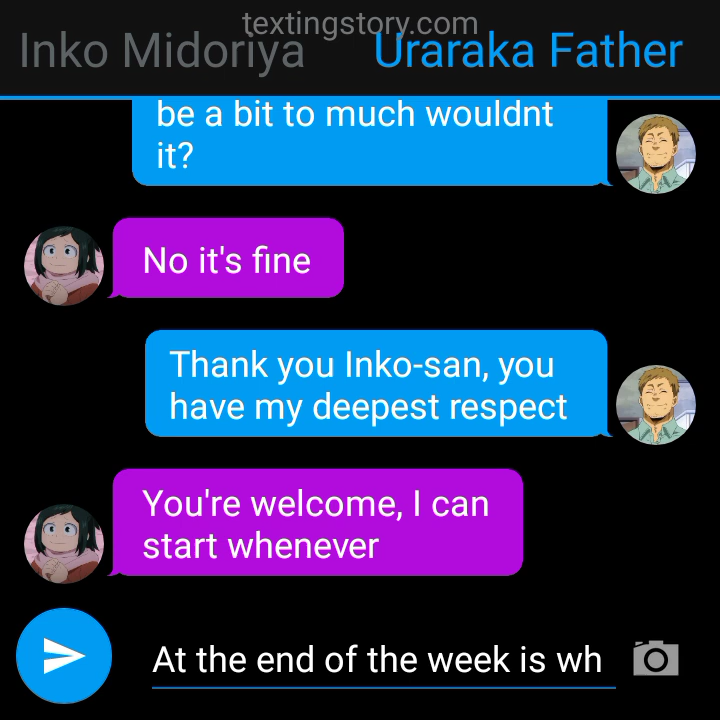 textingstory.com
Inko Midoriya Uraraka Father
be a bit to much wouldnt
it?
No it's fine
Thank you Inko-san, you
have my deepest respect
You're welcome, I can
start whenever
At the end of the week is wh